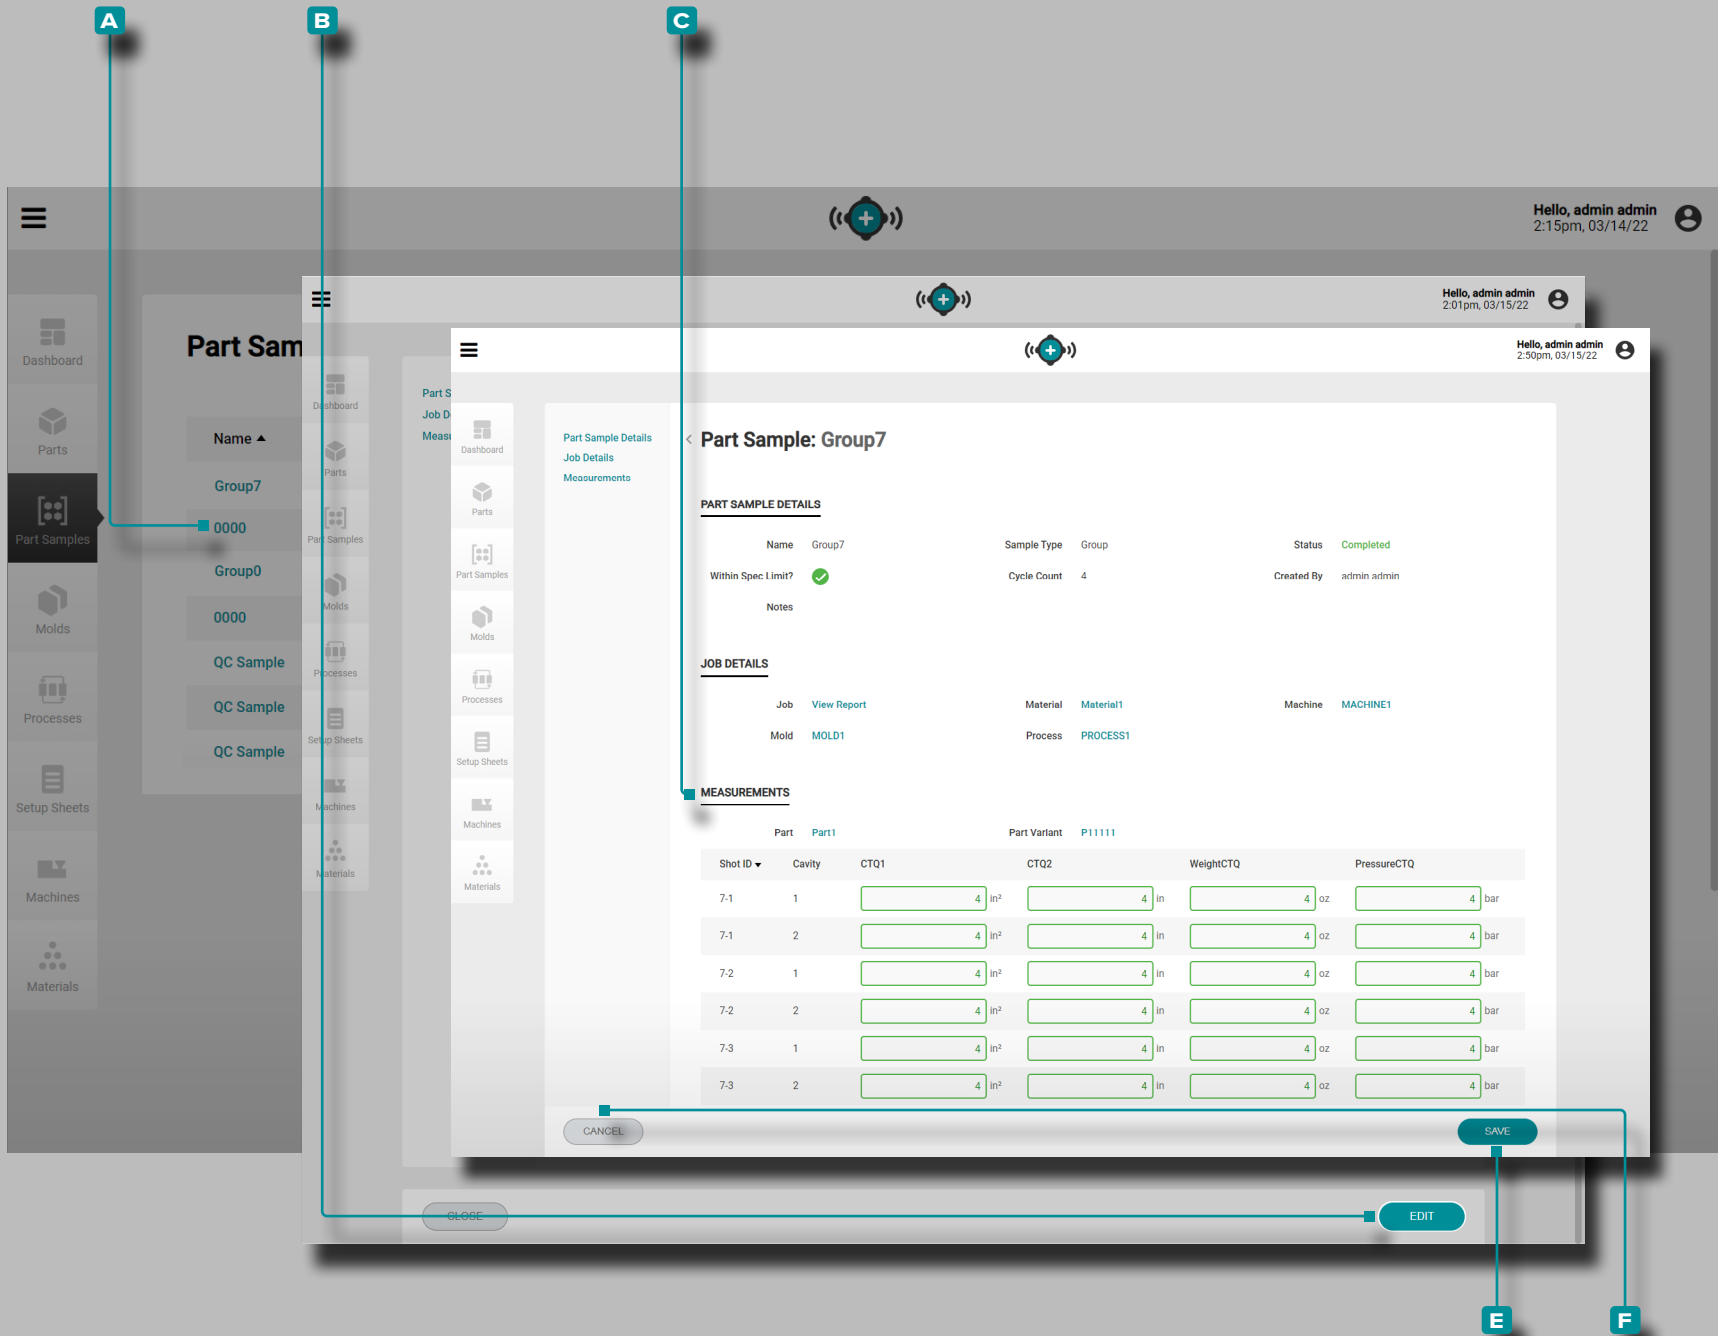 A
B
C
Hello, admin admin
2:15pm, 03/14/22
Dashboard
Parts
Part Samples
Molds
Processes
Setup Sheets
Machines
Materials
Part Sam
Name
Group7
0000
Group0
0000
QC Sample
QC Sample
QC Sample
Hello, admin admin
2:01pm, 03/15/22
Dashboard
Parts
Part Samples
Molds
Processes
Setup Sheets
Machines
Materials
Part S
Job D
Measu
CLOSE
EDIT
Hello, admin admin
2:50pm, 03/15/22
Dashboard
Parts
Part Samples
Molds
Processes
Setup Sheets
Machines
Materials
Part Sample Details
Job Details
Measurements
< Part Sample: Group7
PART SAMPLE DETAILS
Name Group7 Sample Type Group Status Completed
Within Spec Limit? Cycle Count 4 Created By admin admin
Notes
JOB DETAILS
Job View Report Material Material1 Machine MACHINE1
Mold MOLD1 Process PROCESS1
MEASUREMENTS
Part Part1 Part Variant P11111
Shot ID Cavity CTQ1 CTQ2 WeightCTQ PressureCTQ
7-1 1 4 in² 4 in 4 oz 4 bar
7-1 2 4 in² 4 in 4 oz 4 bar
7-2 1 4 in² 4 in 4 oz 4 bar
7-2 2 4 in² 4 in 4 oz 4 bar
7-3 1 4 in² 4 in 4 oz 4 bar
7-3 2 4 in² 4 in 4 oz 4 bar
CANCEL
SAVE
E
F